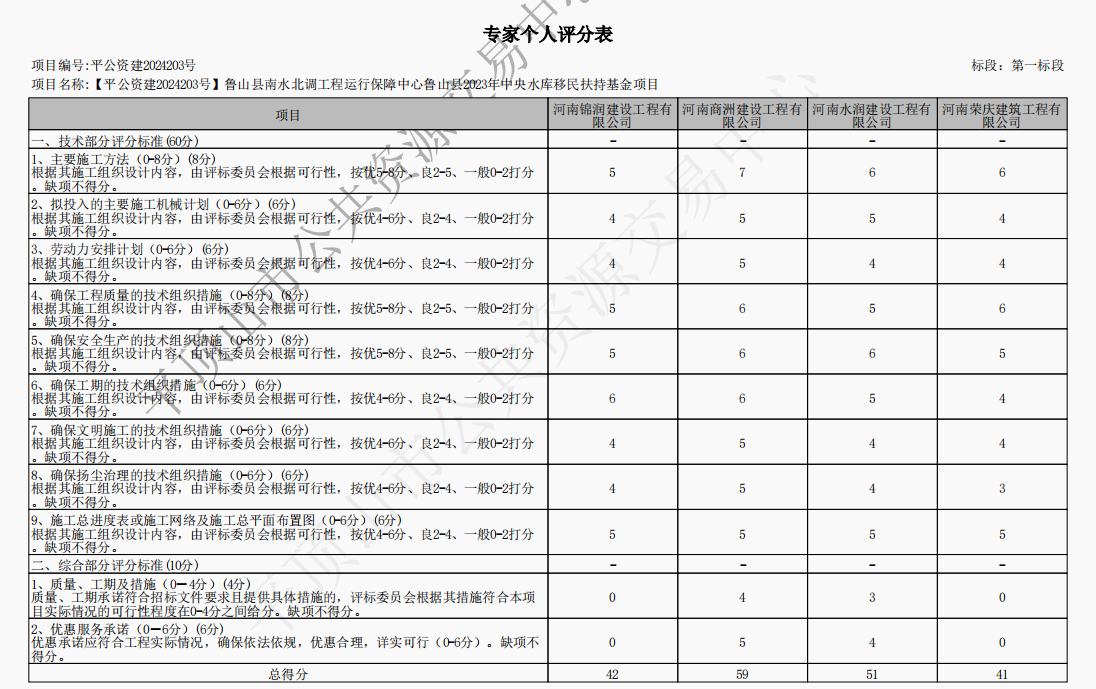 专家个人评分表
项目编号:平公资建2024203号
标段：第一标段
项目名称:【平公资建2024203号】鲁山县南水北调工程运行保障中心鲁山县2023年中央水库移民扶持基金项目
项目
河南锦润建设工程有
限公司
河南商洲建设工程有
限公司
河南水润建设工程有
限公司
河南荣庆建筑工程有
限公司
一、技术部分评分标准(60分) - - - -
1、主要施工方法（0-8分）(8分)
根据其施工组织设计内容，由评标委员会根据可行性，按优5-8分、良2-5、一般0-2打分
。缺项不得分。
5 7 6 6
2、拟投入的主要施工机械计划（0-6分）(6分)
根据其施工组织设计内容，由评标委员会根据可行性，按优4-6分、良2-4、一般0-2打分
。缺项不得分。
4 5 5 4
3、劳动力安排计划（0-6分）(6分)
根据其施工组织设计内容，由评标委员会根据可行性，按优4-6分、良2-4、一般0-2打分
。缺项不得分。
4 5 4 4
4、确保工程质量的技术组织措施（0-8分）(8分)
根据其施工组织设计内容，由评标委员会根据可行性，按优5-8分、良2-5、一般0-2打分
。缺项不得分。
5 6 5 6
5、确保安全生产的技术组织措施（0-8分）(8分)
根据其施工组织设计内容，由评标委员会根据可行性，按优5-8分、良2-5、一般0-2打分
。缺项不得分。
5 6 6 5
6、确保工期的技术组织措施（0-6分）(6分)
根据其施工组织设计内容，由评标委员会根据可行性，按优4-6分、良2-4、一般0-2打分
。缺项不得分。
6 6 5 4
7、确保文明施工的技术组织措施（0-6分）(6分)
根据其施工组织设计内容，由评标委员会根据可行性，按优4-6分、良2-4、一般0-2打分
。缺项不得分。
4 5 4 4
8、确保扬尘治理的技术组织措施（0-6分）(6分)
根据其施工组织设计内容，由评标委员会根据可行性，按优4-6分、良2-4、一般0-2打分
。缺项不得分。
4 5 4 3
9、施工总进度表或施工网络及施工总平面布置图（0-6分）(6分)
根据其施工组织设计内容，由评标委员会根据可行性，按优4-6分、良2-4、一般0-2打分
。缺项不得分。
5 5 5 5
二、综合部分评分标准(10分) - - - -
1、质量、工期及措施（0—4分）(4分)
质量、工期承诺符合招标文件要求且提供具体措施的，评标委员会根据其措施符合本项
目实际情况的可行性程度在0-4分之间给分。缺项不得分。
0 4 3 0
2、优惠服务承诺（0—6分）(6分)
优惠承诺应符合工程实际情况，确保依法依规，优惠合理，详实可行（0-6分）。缺项不
得分。
0 5 4 0
总得分 42 59 51 41
平顶山市公共资源交易中心
平顶山市公共资源交易中心